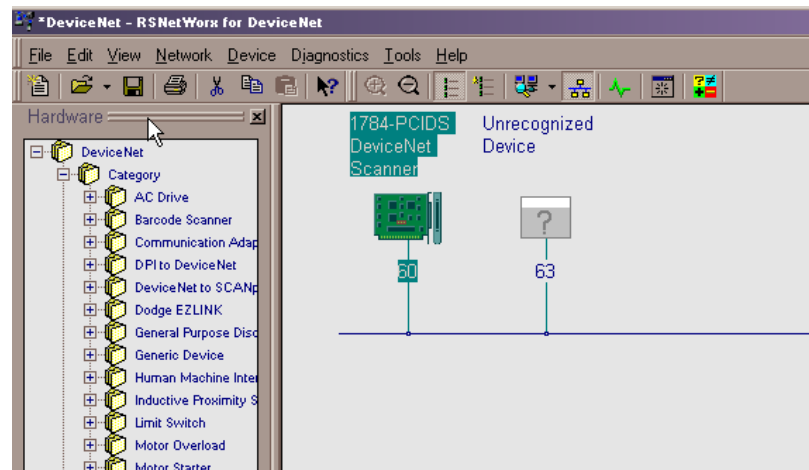 *DeviceNet - RSNetWorx for DeviceNet
File Edit View Network Device Diagnostics Tools Help
Hardware
DeviceNet
Category
AC Drive
Barcode Scanner
Communication Adap
DPI to DeviceNet
DeviceNet to SCANp
Dodge EZLINK
General Purpose Disc
Generic Device
Human Machine Inter
Inductive Proximity S
Limit Switch
Motor Overload
Motor Starter
1784-PCIDS
DeviceNet
Scanner
Unrecognized
Device
?
60
63